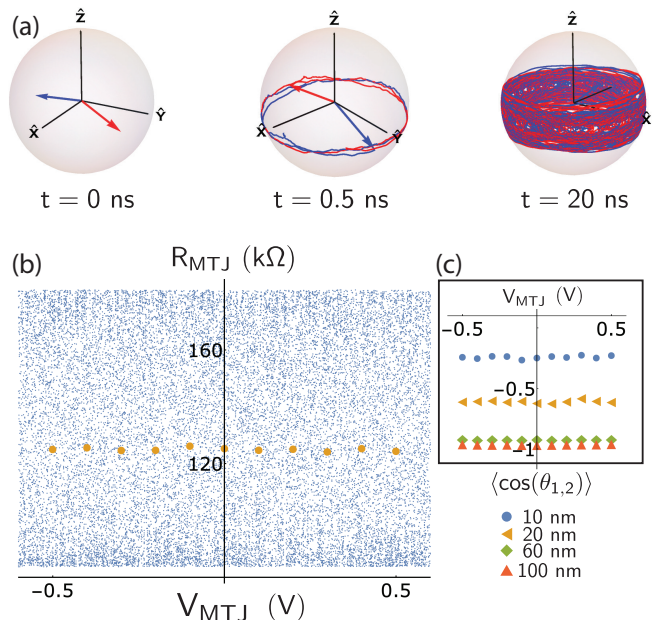 (a)
Ẑ
X̂
Ŷ
t = 0 ns
Ẑ
X̂
Ŷ
t = 0.5 ns
Ẑ
X̂
t = 20 ns
(b)
R_MTJ (kΩ)
160
120
−0.5
0.5
V_MTJ (V)
(c)
V_MTJ (V)
−0.5
0.5
−0.5
−1
⟨cos(θ_1,2)⟩
10 nm
20 nm
60 nm
100 nm